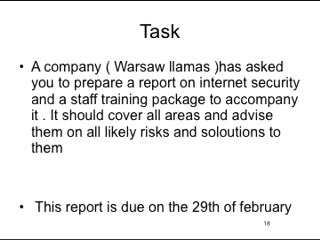 Task
• A company ( Warsaw llamas )has asked
you to prepare a report on internet security
and a staff training package to accompany
it . It should cover all areas and advise
them on all likely risks and soloutions to
them
• This report is due on the 29th of february
18